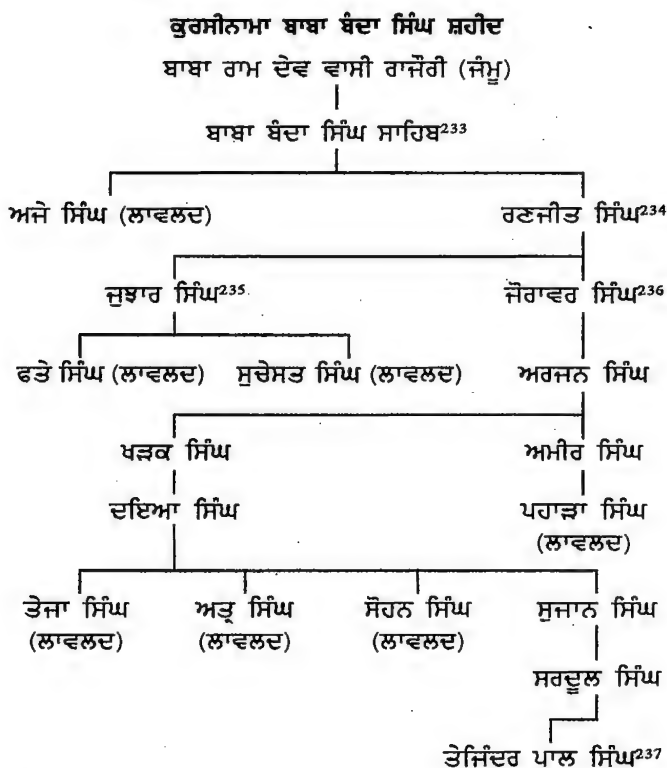 ਕੁਰਸੀਨਾਮਾ ਬਾਬਾ ਬੰਦਾ ਸਿੰਘ ਸ਼ਹੀਦ
ਬਾਬਾ ਰਾਮ ਦੇਵ ਵਾਸੀ ਰਾਜੌਰੀ (ਜੰਮੂ)
ਬਾਬਾ ਬੰਦਾ ਸਿੰਘ ਸਾਹਿਬ²³³
ਅਜੇ ਸਿੰਘ (ਲਾਵਲਦ) ਰਣਜੀਤ ਸਿੰਘ²³⁴
ਜੁਝਾਰ ਸਿੰਘ²³⁵ ਜੋਰਾਵਰ ਸਿੰਘ²³⁶
ਫਤੇ ਸਿੰਘ (ਲਾਵਲਦ) ਸੁਚੇਸਤ ਸਿੰਘ (ਲਾਵਲਦ) ਅਰਜਨ ਸਿੰਘ
ਖੜਕ ਸਿੰਘ ਅਮੀਰ ਸਿੰਘ
ਦਇਆ ਸਿੰਘ ਪਹਾੜਾ ਸਿੰਘ
(ਲਾਵਲਦ)
ਤੇਜਾ ਸਿੰਘ ਅਤ੍ਰ ਸਿੰਘ ਸੋਹਨ ਸਿੰਘ ਸੁਜਾਨ ਸਿੰਘ
(ਲਾਵਲਦ) (ਲਾਵਲਦ) (ਲਾਵਲਦ)
ਸਰਦੂਲ ਸਿੰਘ
ਤੇਜਿੰਦਰ ਪਾਲ ਸਿੰਘ²³⁷